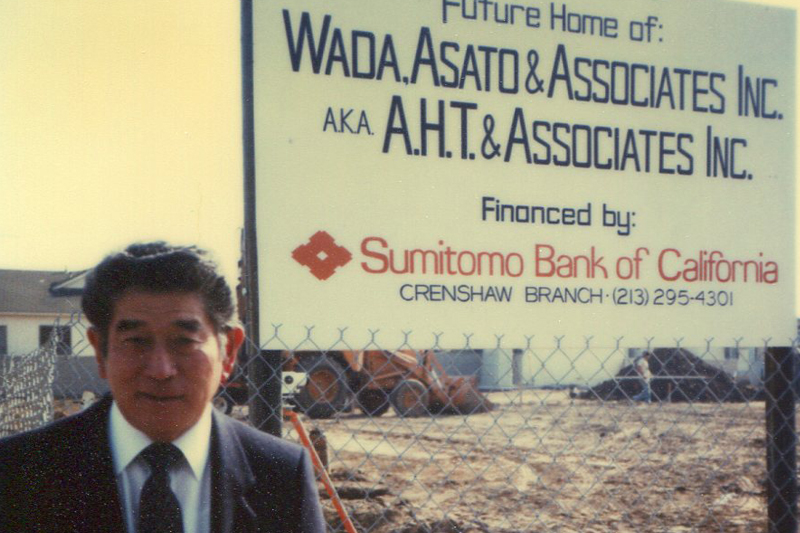 Future Home of:
WADA, ASATO & ASSOCIATES INC.
A.K.A. A.H.T. & ASSOCIATES INC.
Financed by:
Sumitomo Bank of California
CRENSHAW BRANCH · (213) 295-4301